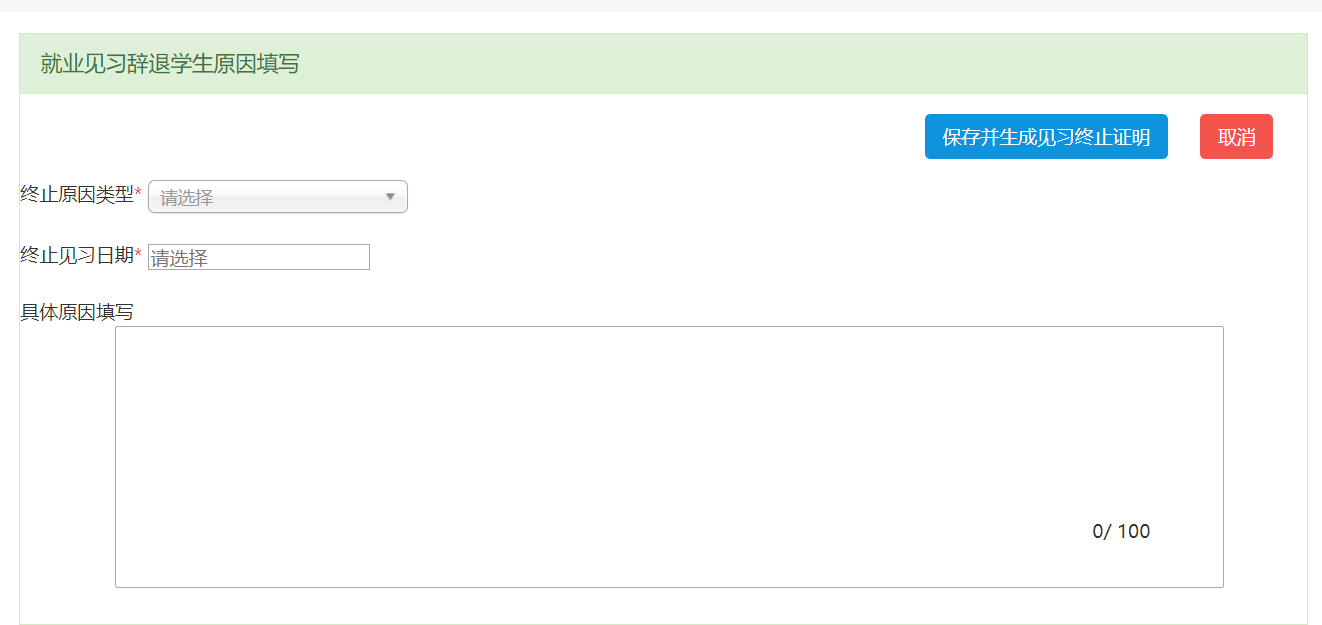 就业见习辞退学生原因填写
保存并生成见习终止证明 取消
终止原因类型* 请选择
终止见习日期* 请选择
具体原因填写
0/ 100